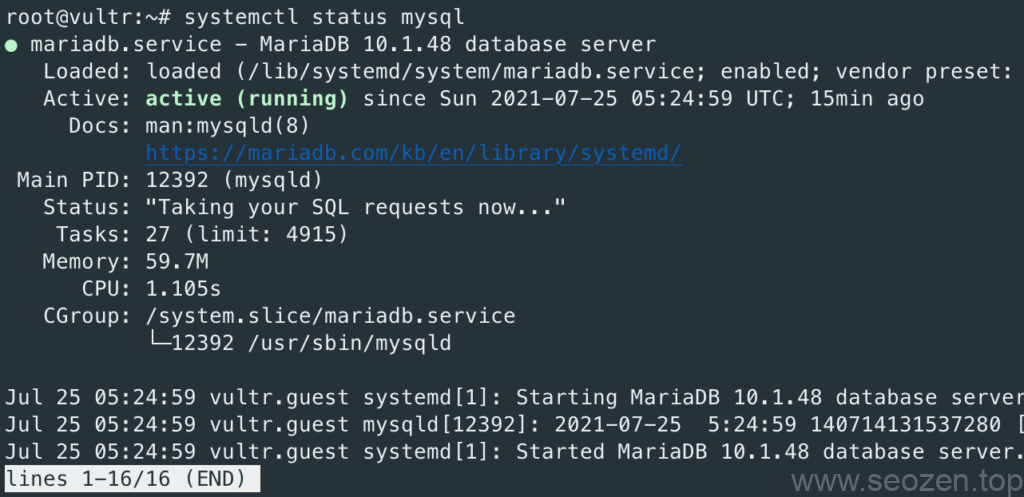 root@vultr:~# systemctl status mysql
● mariadb.service - MariaDB 10.1.48 database server
   Loaded: loaded (/lib/systemd/system/mariadb.service; enabled; vendor preset:
   Active: active (running) since Sun 2021-07-25 05:24:59 UTC; 15min ago
     Docs: man:mysqld(8)
           https://mariadb.com/kb/en/library/systemd/
 Main PID: 12392 (mysqld)
   Status: "Taking your SQL requests now..."
    Tasks: 27 (limit: 4915)
   Memory: 59.7M
      CPU: 1.105s
   CGroup: /system.slice/mariadb.service
           └─12392 /usr/sbin/mysqld

Jul 25 05:24:59 vultr.guest systemd[1]: Starting MariaDB 10.1.48 database server
Jul 25 05:24:59 vultr.guest mysqld[12392]: 2021-07-25  5:24:59 140714131537280 [
Jul 25 05:24:59 vultr.guest systemd[1]: Started MariaDB 10.1.48 database server.
lines 1-16/16 (END)
www.seozen.top